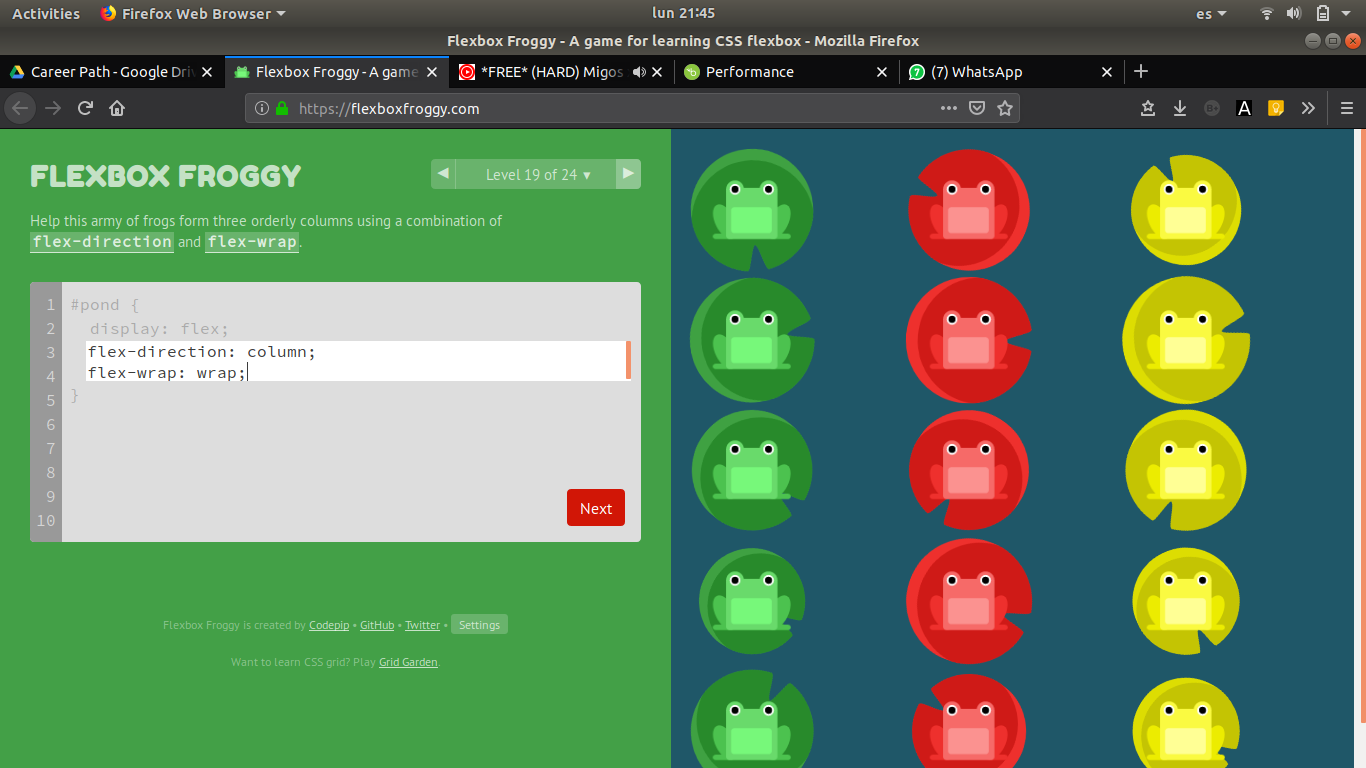 Activities Firefox Web Browser lun 21:45 es
Flexbox Froggy - A game for learning CSS flexbox - Mozilla Firefox
Career Path - Google Driv Flexbox Froggy - A game *FREE* (HARD) Migos Performance (7) WhatsApp
https://flexboxfroggy.com
FLEXBOX FROGGY
◀ Level 19 of 24 ▾ ▶
Help this army of frogs form three orderly columns using a combination of
flex-direction and flex-wrap.
1 #pond {
2 display: flex;
3 flex-direction: column;
4 flex-wrap: wrap;
5 }
6
7
8
9
10
Next
Flexbox Froggy is created by Codepip • GitHub • Twitter • Settings
Want to learn CSS grid? Play Grid Garden.